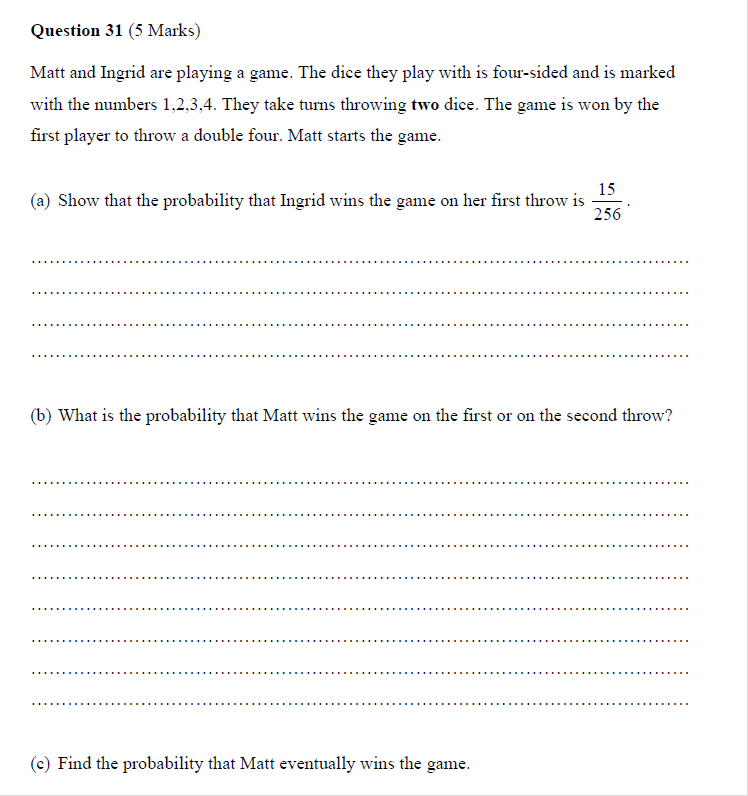 Question 31 (5 Marks)
Matt and Ingrid are playing a game. The dice they play with is four-sided and is marked
with the numbers 1,2,3,4. They take turns throwing two dice. The game is won by the
first player to throw a double four. Matt starts the game.
(a) Show that the probability that Ingrid wins the game on her first throw is 15/256.
(b) What is the probability that Matt wins the game on the first or on the second throw?
(c) Find the probability that Matt eventually wins the game.